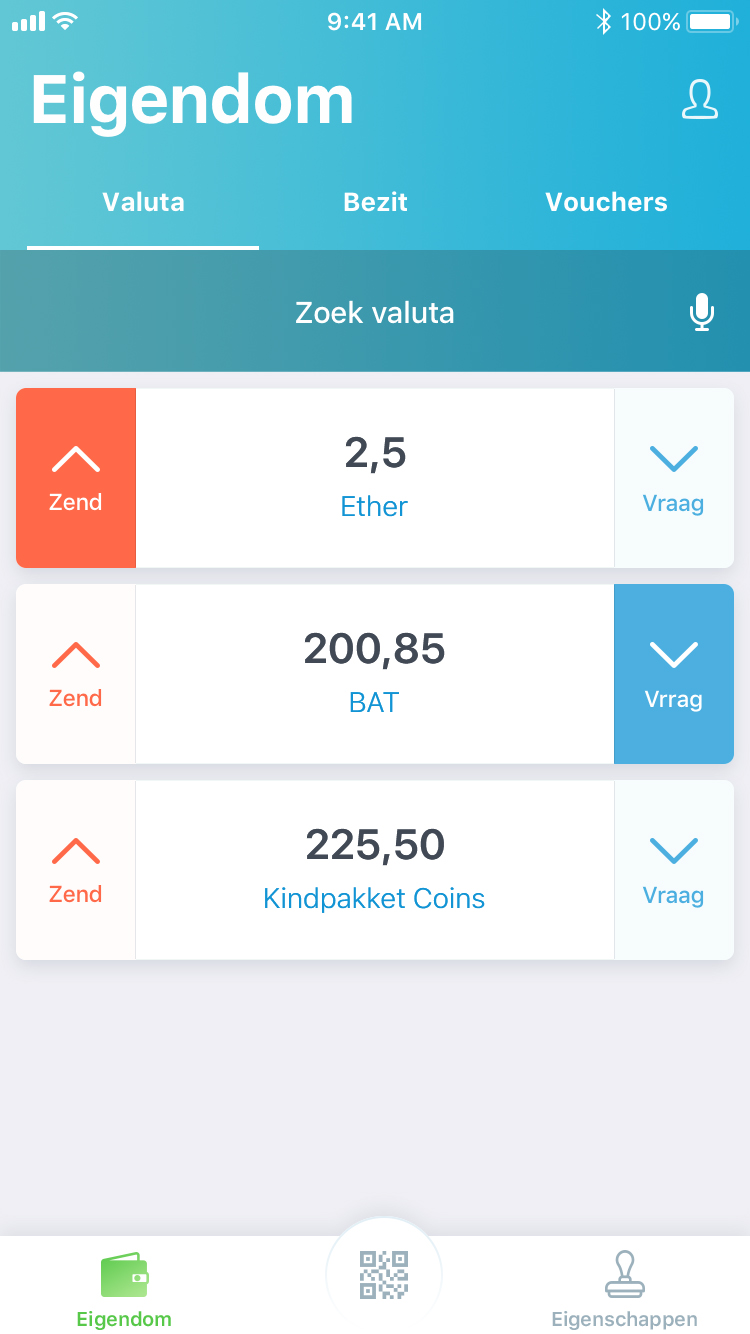 9:41 AM 100%
Eigendom
Valuta Bezit Vouchers
Zoek valuta
2,5
Zend Ether Vraag
200,85
Zend BAT Vrrag
225,50
Zend Kindpakket Coins Vraag
Eigendom Eigenschappen